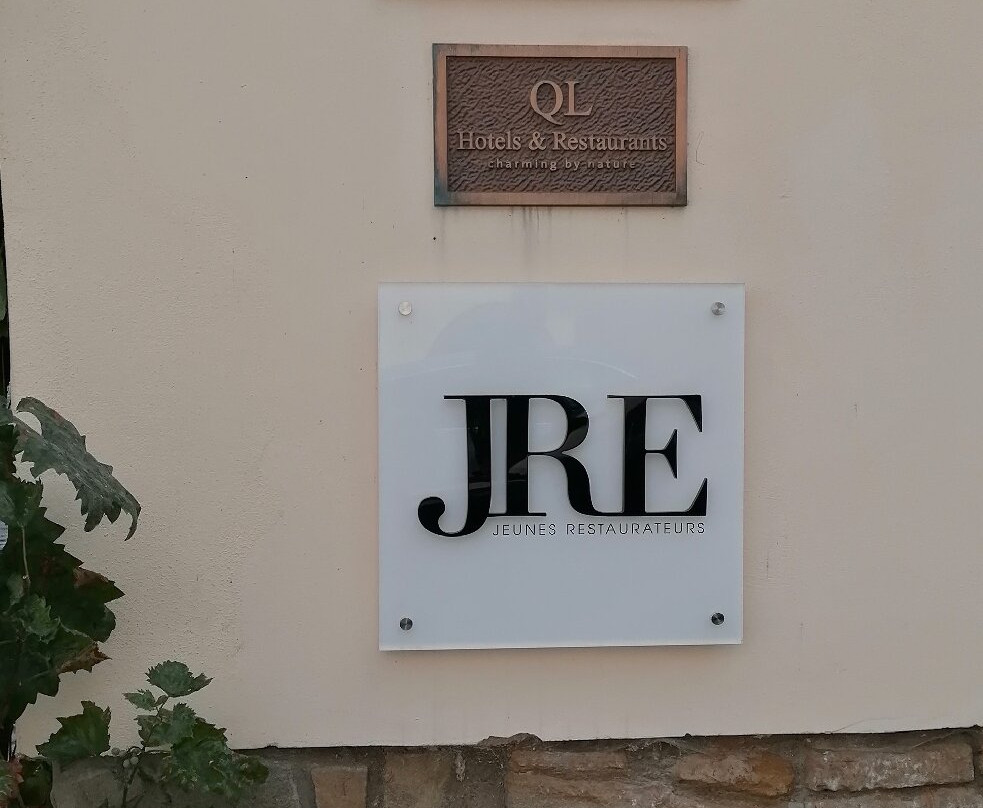 QL
Hotels & Restaurants
charming by nature
JRE
JEUNES RESTAURATEURS